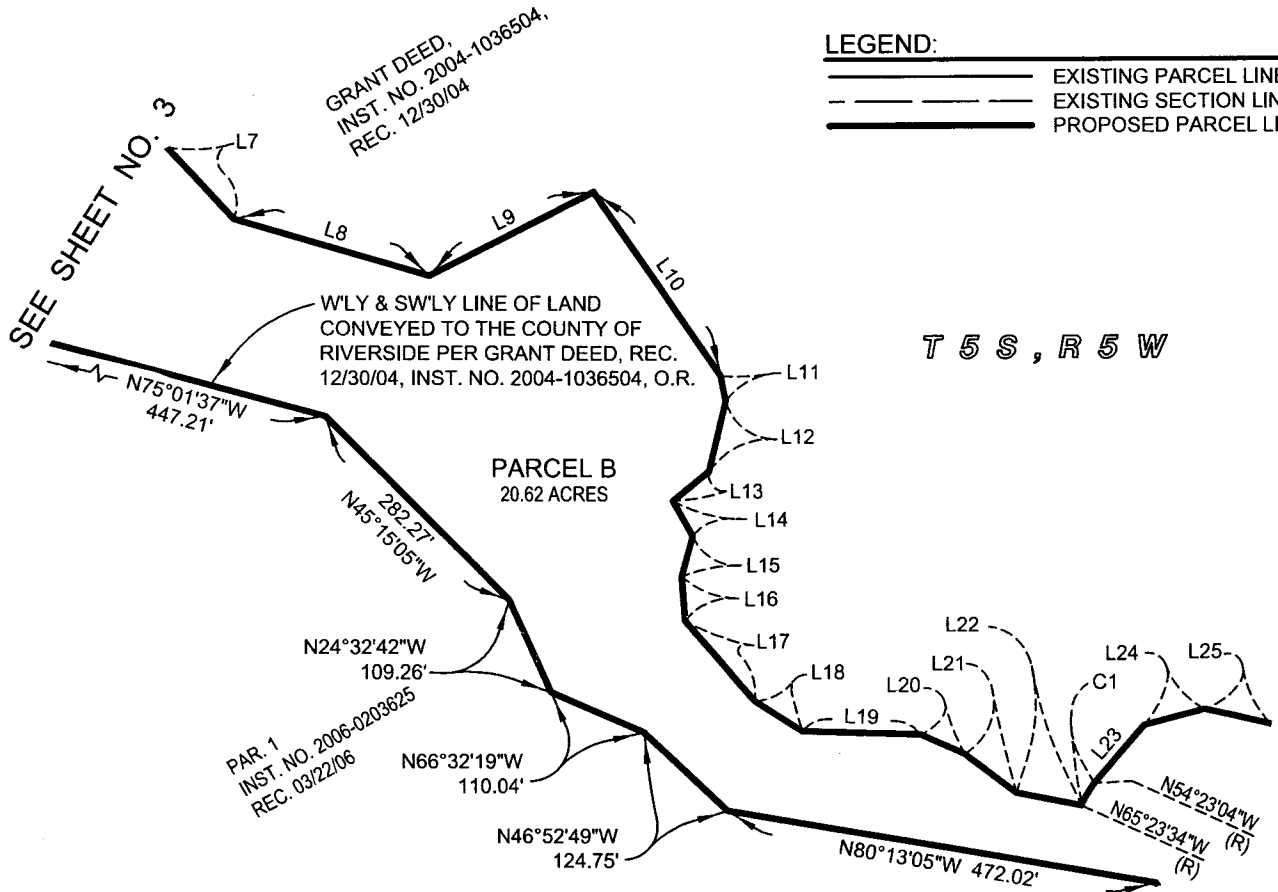 GRANT DEED,
INST. NO. 2004-1036504,
REC. 12/30/04
LEGEND:
EXISTING PARCEL LINE
EXISTING SECTION LIN
PROPOSED PARCEL LI
SEE SHEET NO. 3
L7
L8
L9
L10
W'LY & SW'LY LINE OF LAND
CONVEYED TO THE COUNTY OF
RIVERSIDE PER GRANT DEED, REC.
12/30/04, INST. NO. 2004-1036504, O.R.
T 5 S , R 5 W
N75°01'37"W
447.21'
L11
L12
PARCEL B
20.62 ACRES
L13
L14
282.27'
N45°15'05"W
L15
L16
L17
L18
L19
L20
L21
L22
C1
L23
L24
L25
N24°32'42"W
109.26'
PAR. 1
INST. NO. 2006-0203625
REC. 03/22/06
N66°32'19"W
110.04'
N46°52'49"W
124.75'
N80°13'05"W 472.02'
N54°23'04"W
(R)
N65°23'34"W
(R)